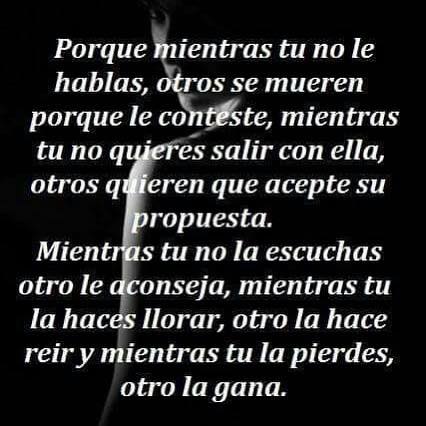 Porque mientras tu no le
hablas, otros se mueren
porque le conteste, mientras
tu no quieres salir con ella,
otros quieren que acepte su
propuesta.
Mientras tu no la escuchas
otro le aconseja, mientras tu
la haces llorar, otro la hace
reir y mientras tu la pierdes,
otro la gana.